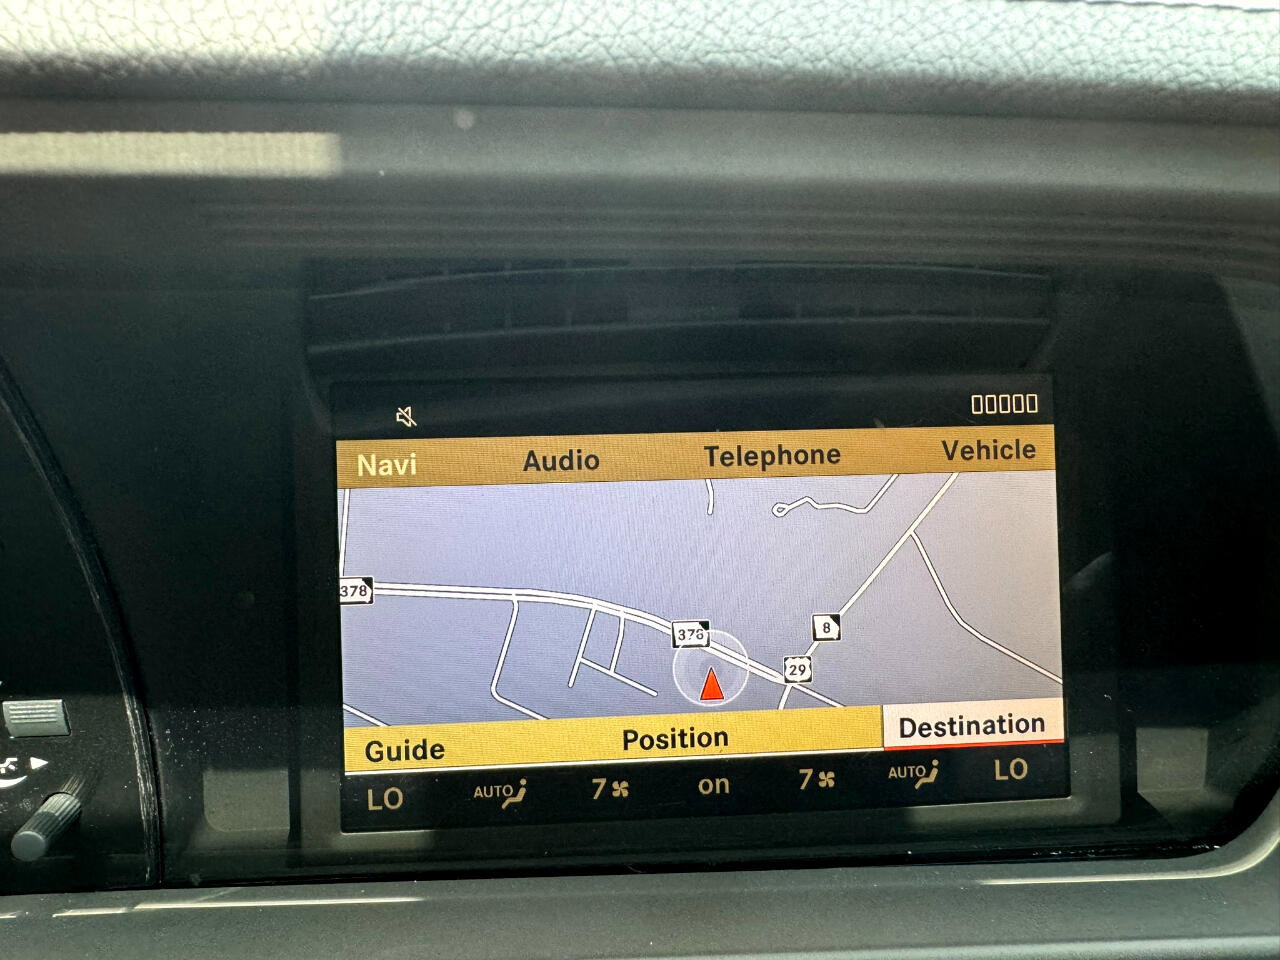 Navi Audio Telephone Vehicle
378
378
8
29
Guide Position Destination
LO AUTO 7 on 7 AUTO LO